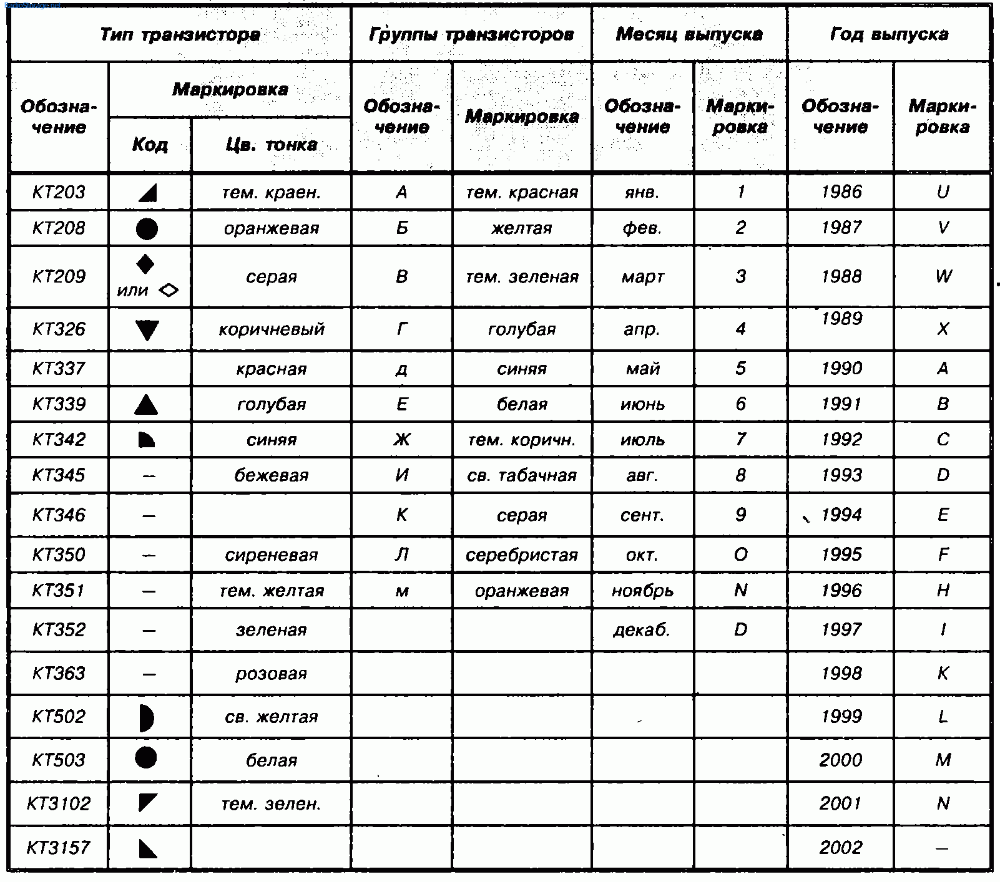 RadioStorage.net
Тип транзистора Группы транзисторов Месяц выпуска Год выпуска
Обозна-
чение
Маркировка
Код Цв. тонка
Обозна-
чение
Маркировка
Обозна-
чение
Марки-
ровка
Обозна-
чение
Марки-
ровка
КТ203 тем. краен. А тем. красная янв. 1 1986 U
КТ208 оранжевая Б желтая фев. 2 1987 V
КТ209 или серая В тем. зеленая март 3 1988 W
КТ326 коричневый Г голубая апр. 4 1989 X
КТ337 красная д синяя май 5 1990 A
КТ339 голубая Е белая июнь 6 1991 B
КТ342 синяя Ж тем. коричн. июль 7 1992 C
КТ345 – бежевая И св. табачная авг. 8 1993 D
КТ346 – К серая сент. 9 1994 E
КТ350 – сиреневая Л серебристая окт. O 1995 F
КТ351 – тем. желтая м оранжевая ноябрь N 1996 H
КТ352 – зеленая декаб. D 1997 I
КТ363 – розовая 1998 K
КТ502 св. желтая 1999 L
КТ503 белая 2000 M
КТ3102 тем. зелен. 2001 N
КТ3157 2002 –